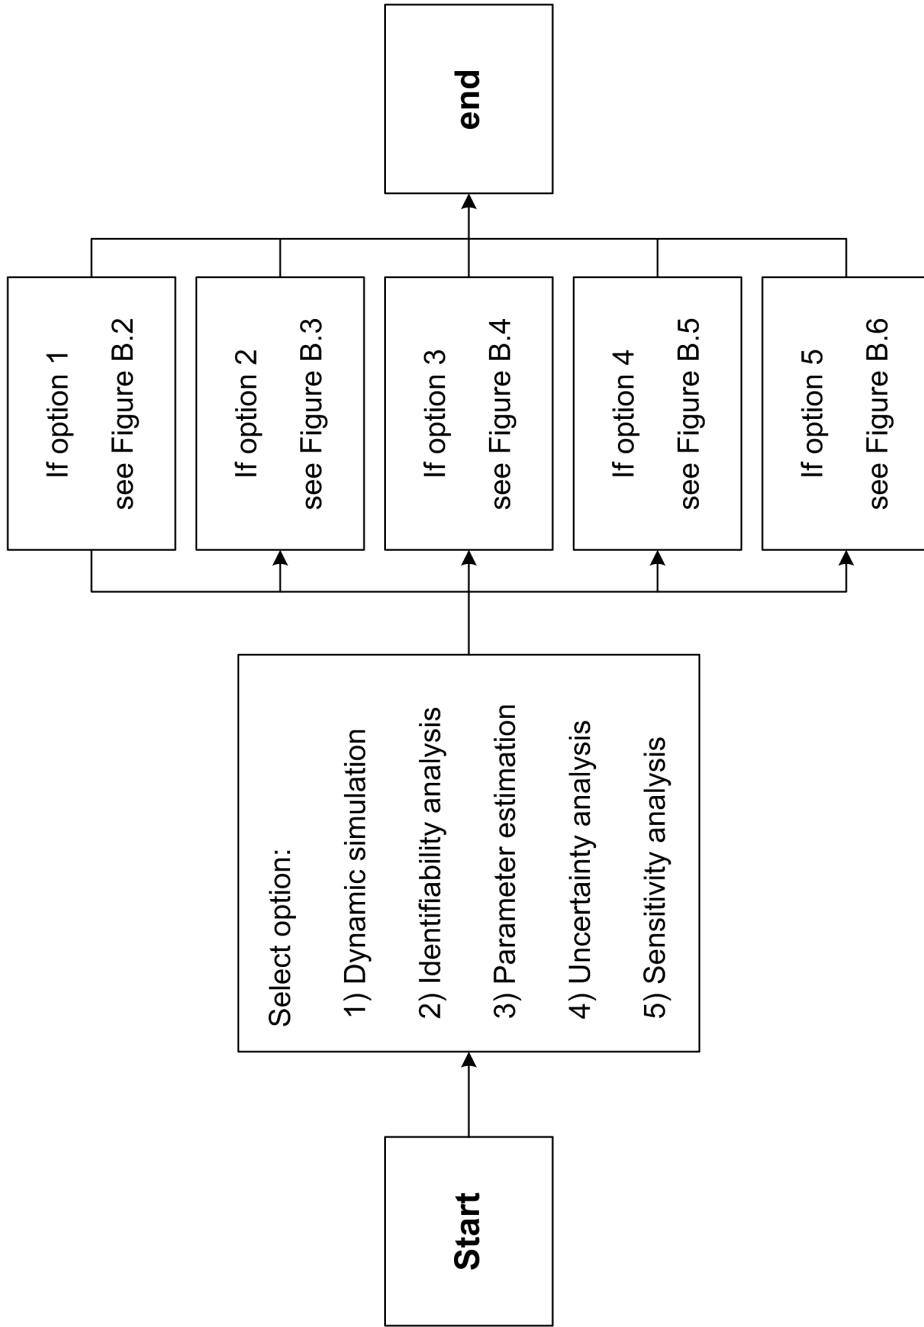 Start
Select option:
1) Dynamic simulation
2) Identifiability analysis
3) Parameter estimation
4) Uncertainty analysis
5) Sensitivity analysis
If option 1
see Figure B.2
If option 2
see Figure B.3
If option 3
see Figure B.4
If option 4
see Figure B.5
If option 5
see Figure B.6
end